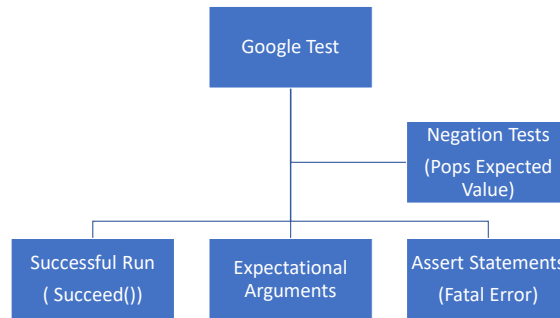 Google Test
Negation Tests
(Pops Expected
Value)
Successful Run
( Succeed())
Expectational
Arguments
Assert Statements
(Fatal Error)